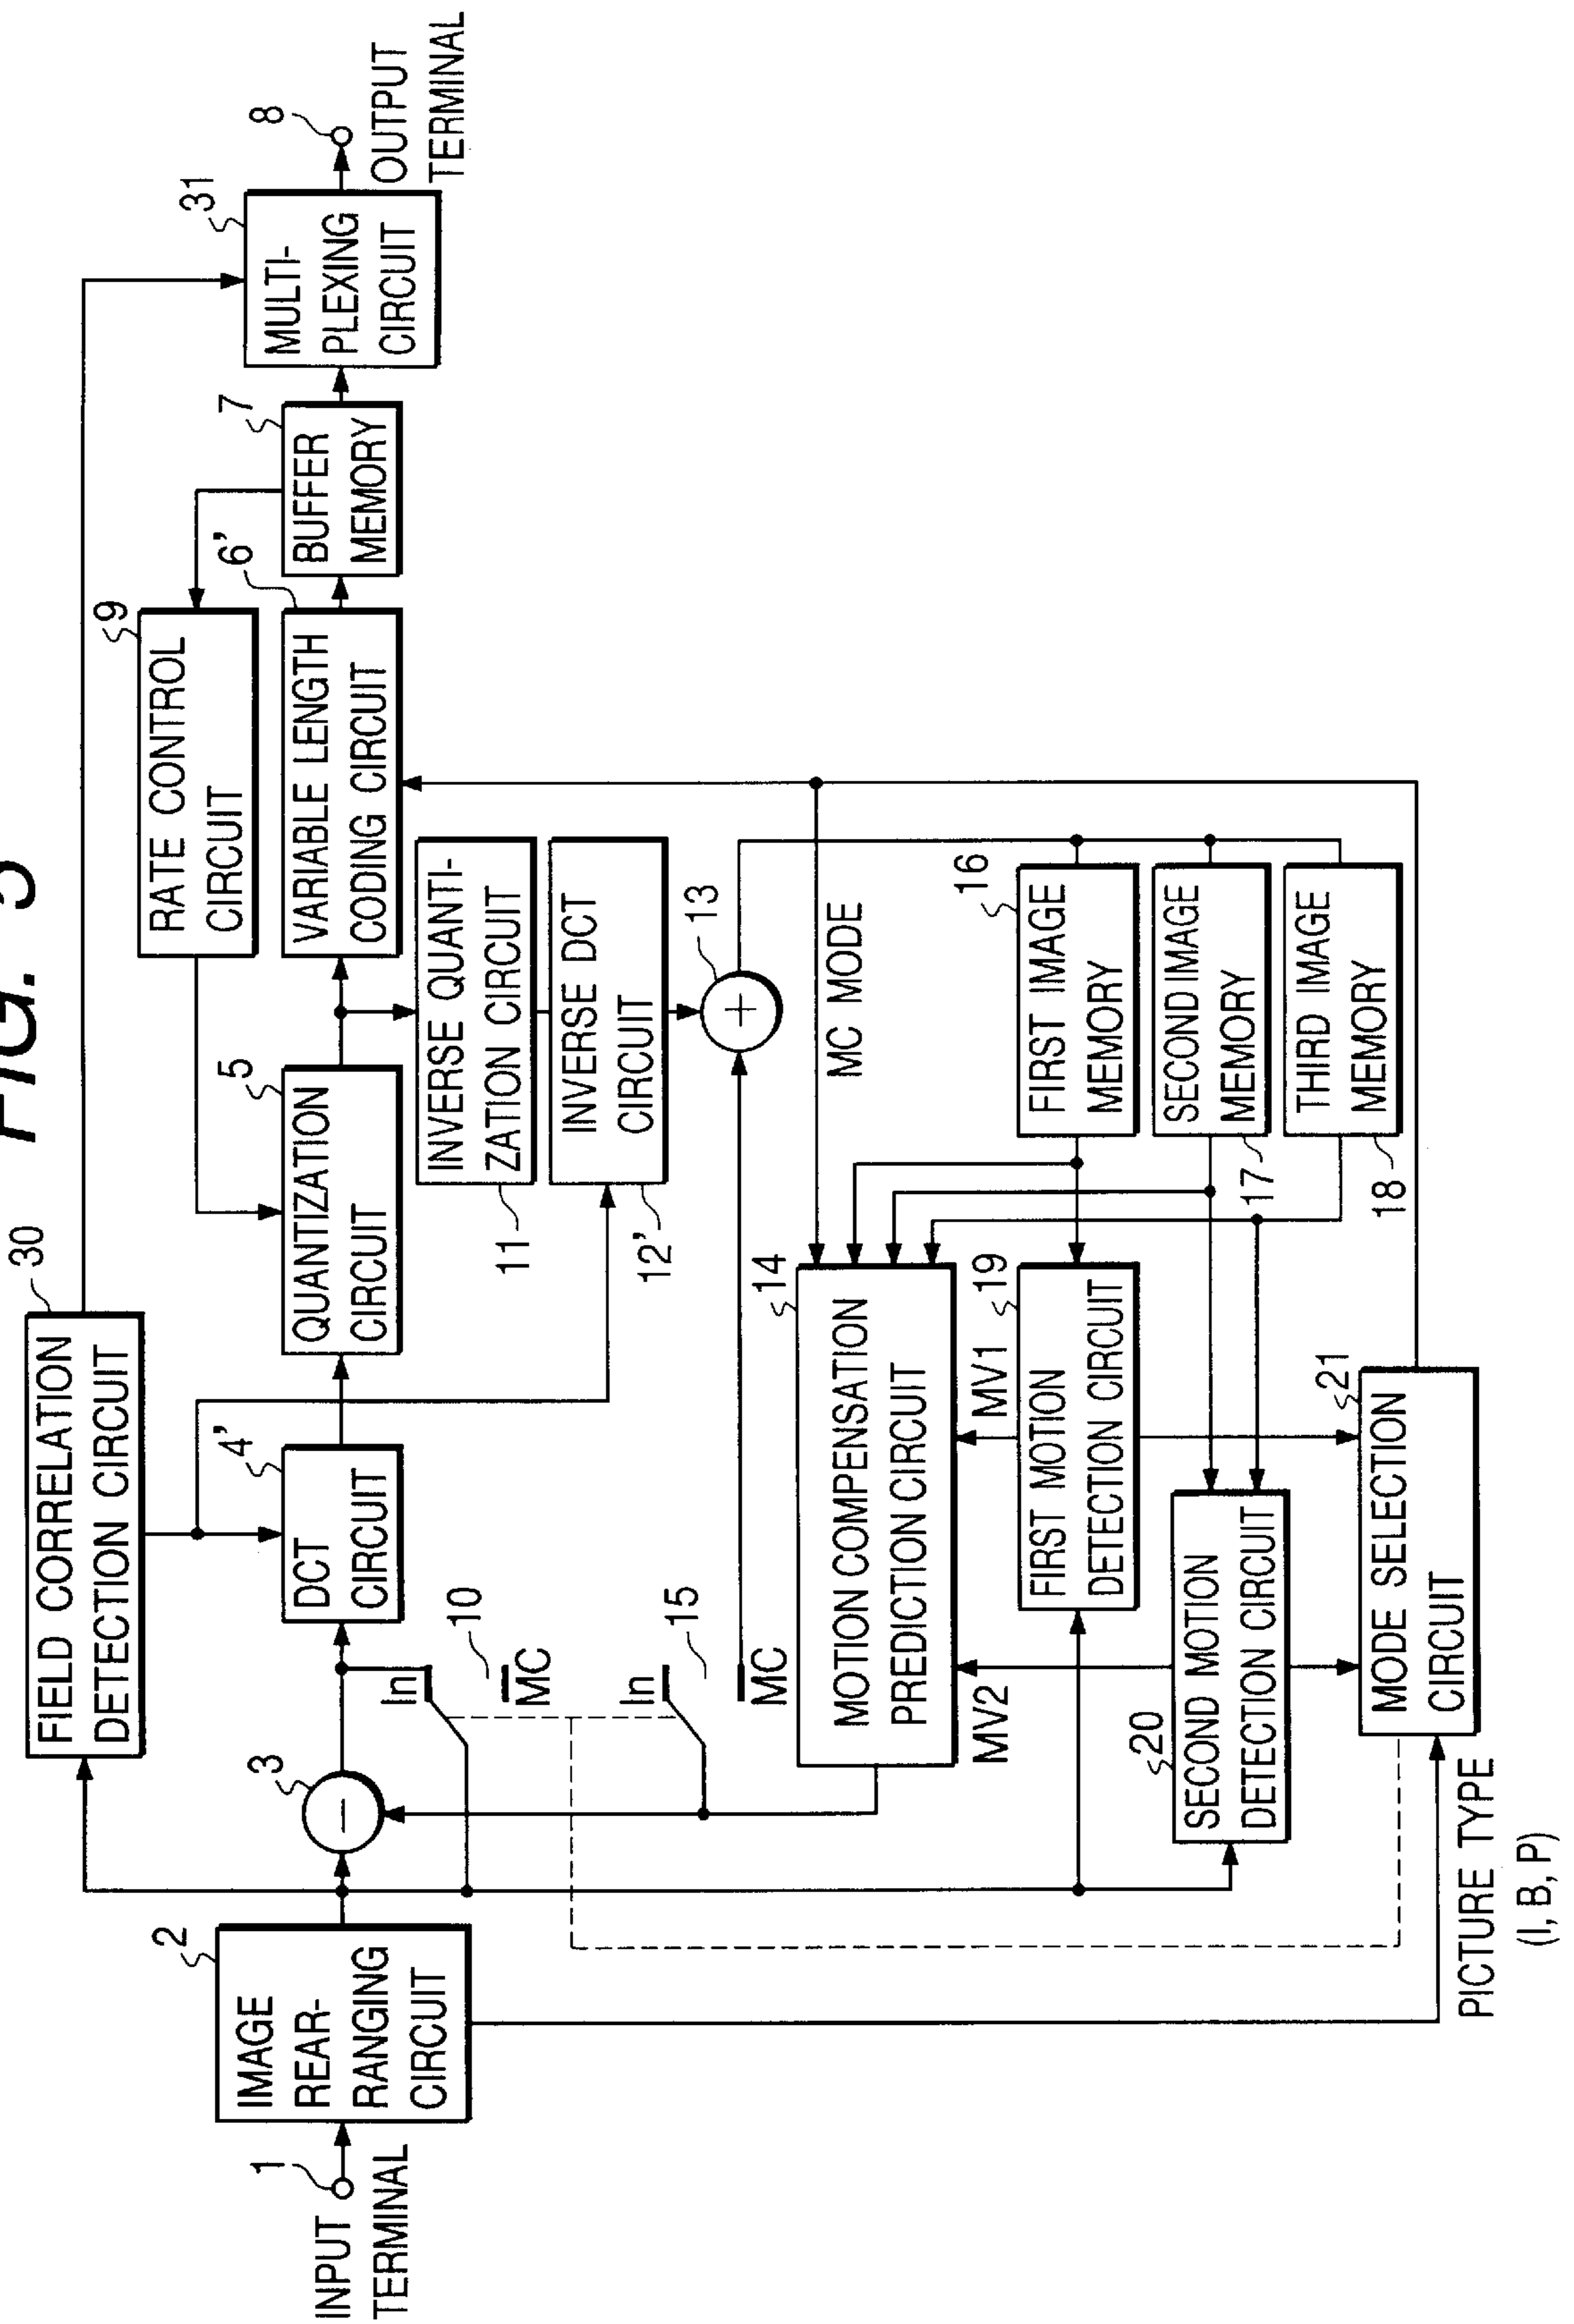 FIG.
30
FIELD CORRELATION
DETECTION CIRCUIT
9
RATE CONTROL
CIRCUIT
1
INPUT
TERMINAL
2
IMAGE
REAR-
RANGING
CIRCUIT
3
−
4'
DCT
CIRCUIT
5
QUANTIZATION
CIRCUIT
6'
VARIABLE LENGTH
CODING CIRCUIT
7
BUFFER
MEMORY
31
MULTI-
PLEXING
CIRCUIT
8
OUTPUT
TERMINAL
In
10
MC
11
INVERSE QUANTI-
ZATION CIRCUIT
12'
INVERSE DCT
CIRCUIT
In
15
MC
13
+
MC MODE
14
MOTION COMPENSATION
PREDICTION CIRCUIT
MV2
MV1
19
FIRST MOTION
DETECTION CIRCUIT
16
FIRST IMAGE
MEMORY
20
SECOND MOTION
DETECTION CIRCUIT
17
SECOND IMAGE
MEMORY
18
THIRD IMAGE
MEMORY
21
MODE SELECTION
CIRCUIT
PICTURE TYPE
(I, B, P)